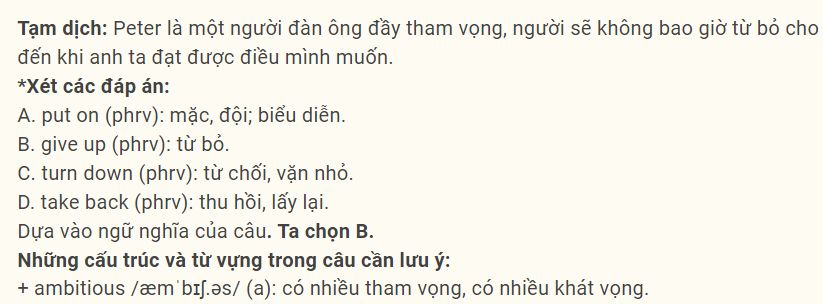 Tạm dịch: Peter là một người đàn ông đầy tham vọng, người sẽ không bao giờ từ bỏ cho
đến khi anh ta đạt được điều mình muốn.
*Xét các đáp án:
A. put on (phrv): mặc, đội; biểu diễn.
B. give up (phrv): từ bỏ.
C. turn down (phrv): từ chối, vặn nhỏ.
D. take back (phrv): thu hồi, lấy lại.
Dựa vào ngữ nghĩa của câu. Ta chọn B.
Những cấu trúc và từ vựng trong câu cần lưu ý:
+ ambitious /æmˈbɪʃ.əs/ (a): có nhiều tham vọng, có nhiều khát vọng.